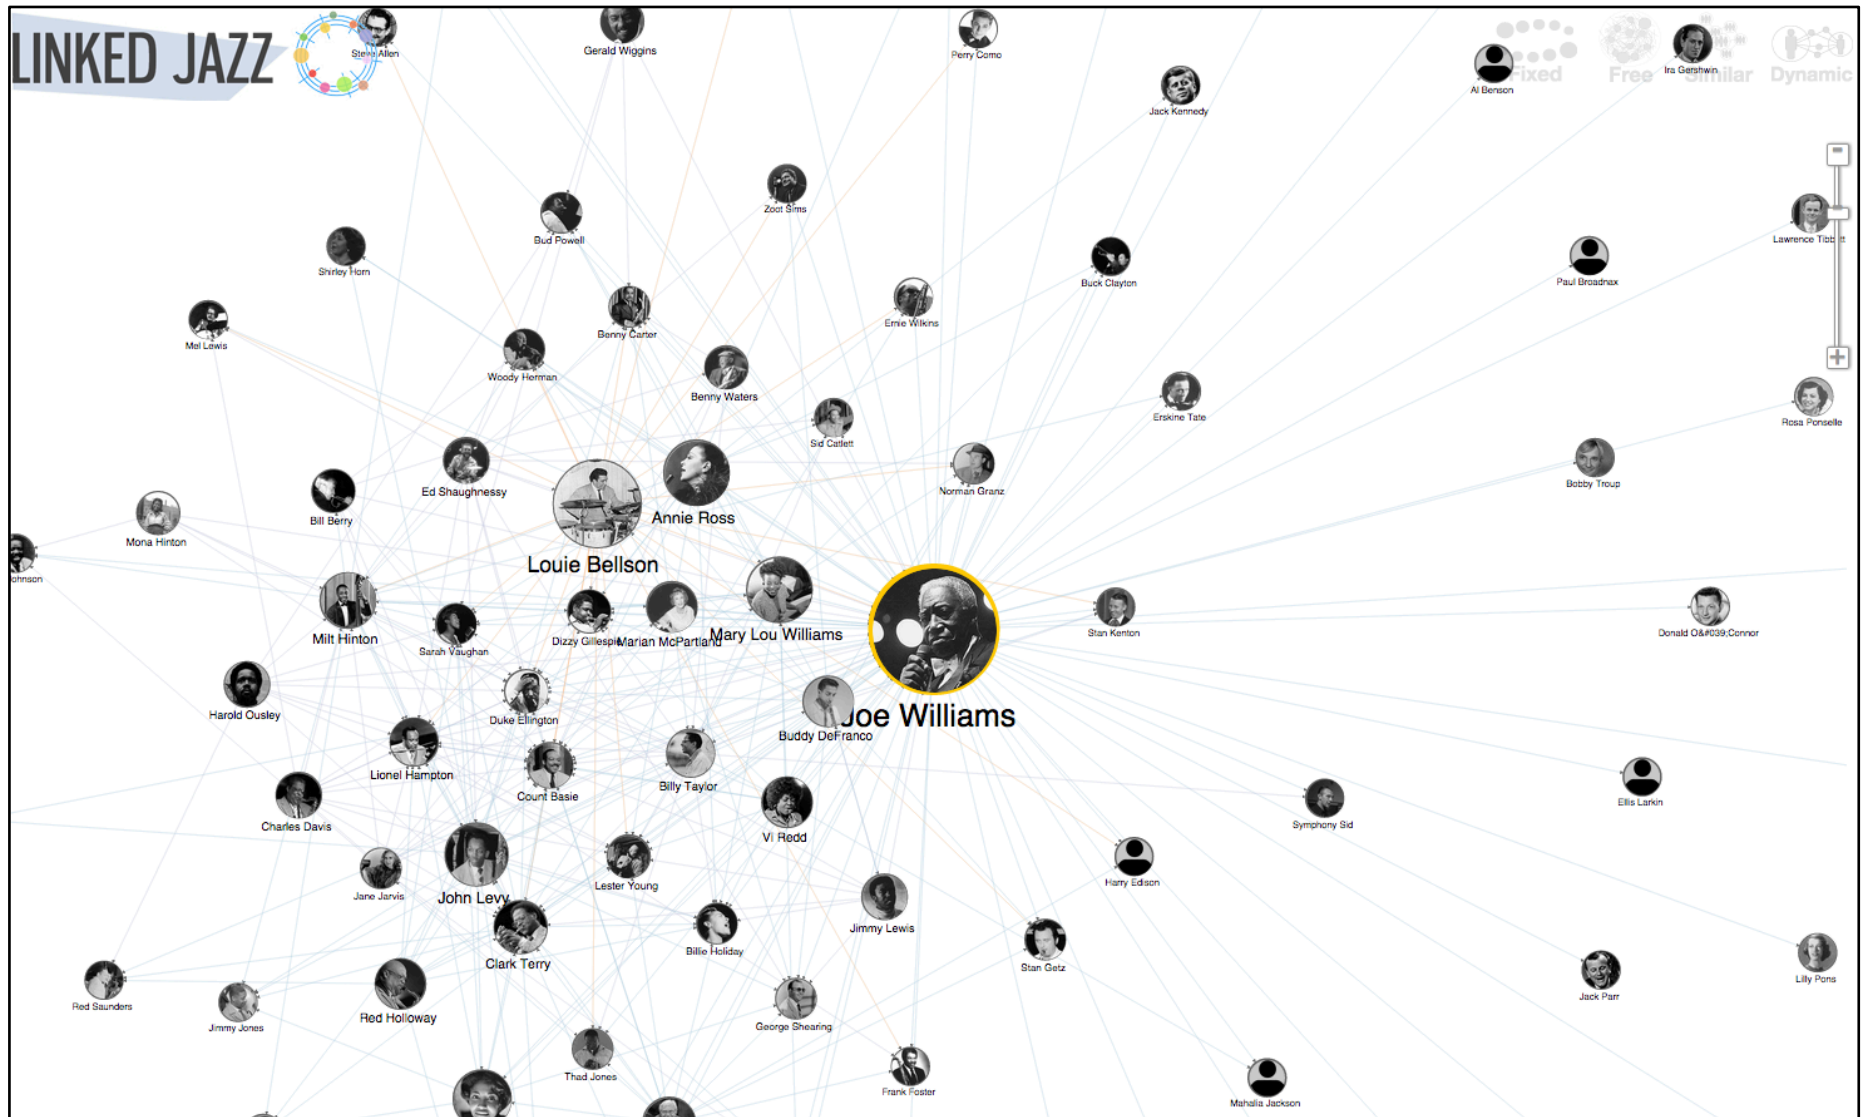 LINKED JAZZ
Steve Allen
Gerald Wiggins
Perry Como
Jack Kennedy
Al Benson
Fixed
Free
Ira Gershwin
Similar
Dynamic
Zoot Sims
Bud Powell
Shirley Horn
Buck Clayton
Paul Broadnax
Lawrence Tibbett
Mel Lewis
Benny Carter
Ernie Wilkins
Woody Herman
Benny Waters
Erskine Tate
Rosa Ponselle
Sid Catlett
Ed Shaughnessy
Norman Granz
Bobby Troup
Bill Berry
Annie Ross
Mona Hinton
Louie Bellson
ohnson
Milt Hinton
Sarah Vaughan
Dizzy Gillespie
Marian McPartland
Mary Lou Williams
Stan Kenton
Donald O&#039;Connor
Harold Ousley
Duke Ellington
Buddy DeFranco
Joe Williams
Lionel Hampton
Count Basie
Billy Taylor
Ellis Larkin
Charles Davis
Vi Redd
Symphony Sid
Jane Jarvis
John Levy
Lester Young
Harry Edison
Clark Terry
Billie Holiday
Jimmy Lewis
Stan Getz
Red Saunders
Jimmy Jones
Red Holloway
George Shearing
Jack Parr
Lilly Pons
Thad Jones
Frank Foster
Mahalia Jackson